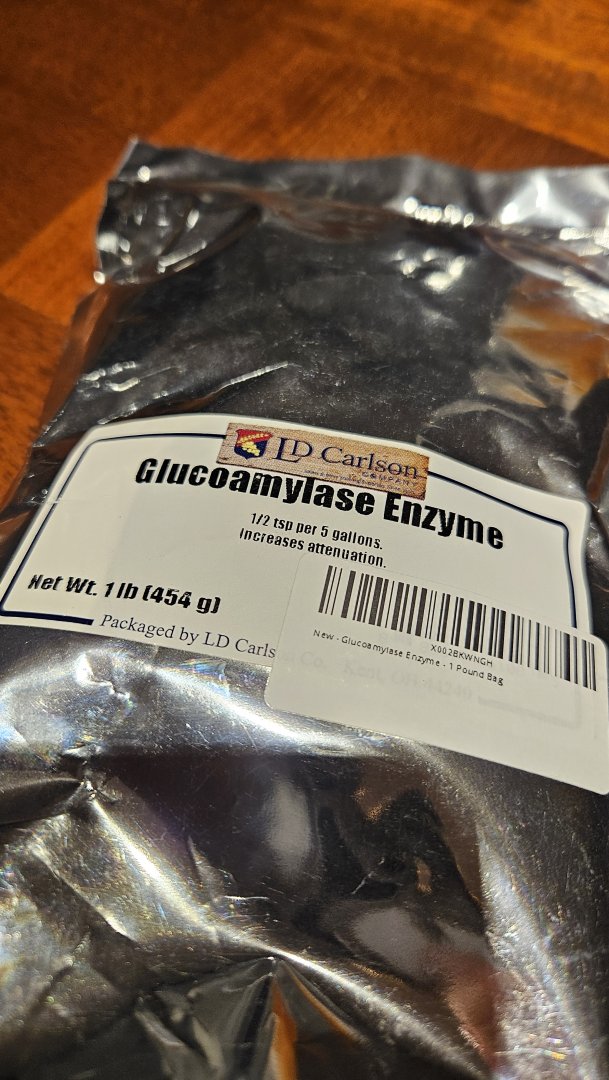 LD Carlson
COMPANY
Glucoamylase Enzyme
1/2 tsp per 5 gallons.
Increases attenuation.
Net Wt. 1 lb (454 g)
Packaged by LD Carls
X002BKWNGH
New - Glucoamylase Enzyme - 1 Pound Bag